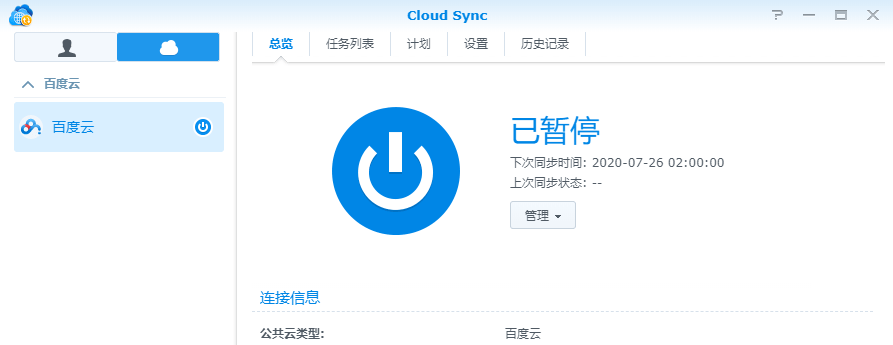 Cloud Sync
总览 任务列表 计划 设置 历史记录
百度云
百度云
已暂停
下次同步时间: 2020-07-26 02:00:00
上次同步状态: --
管理
连接信息
公共云类型: 百度云